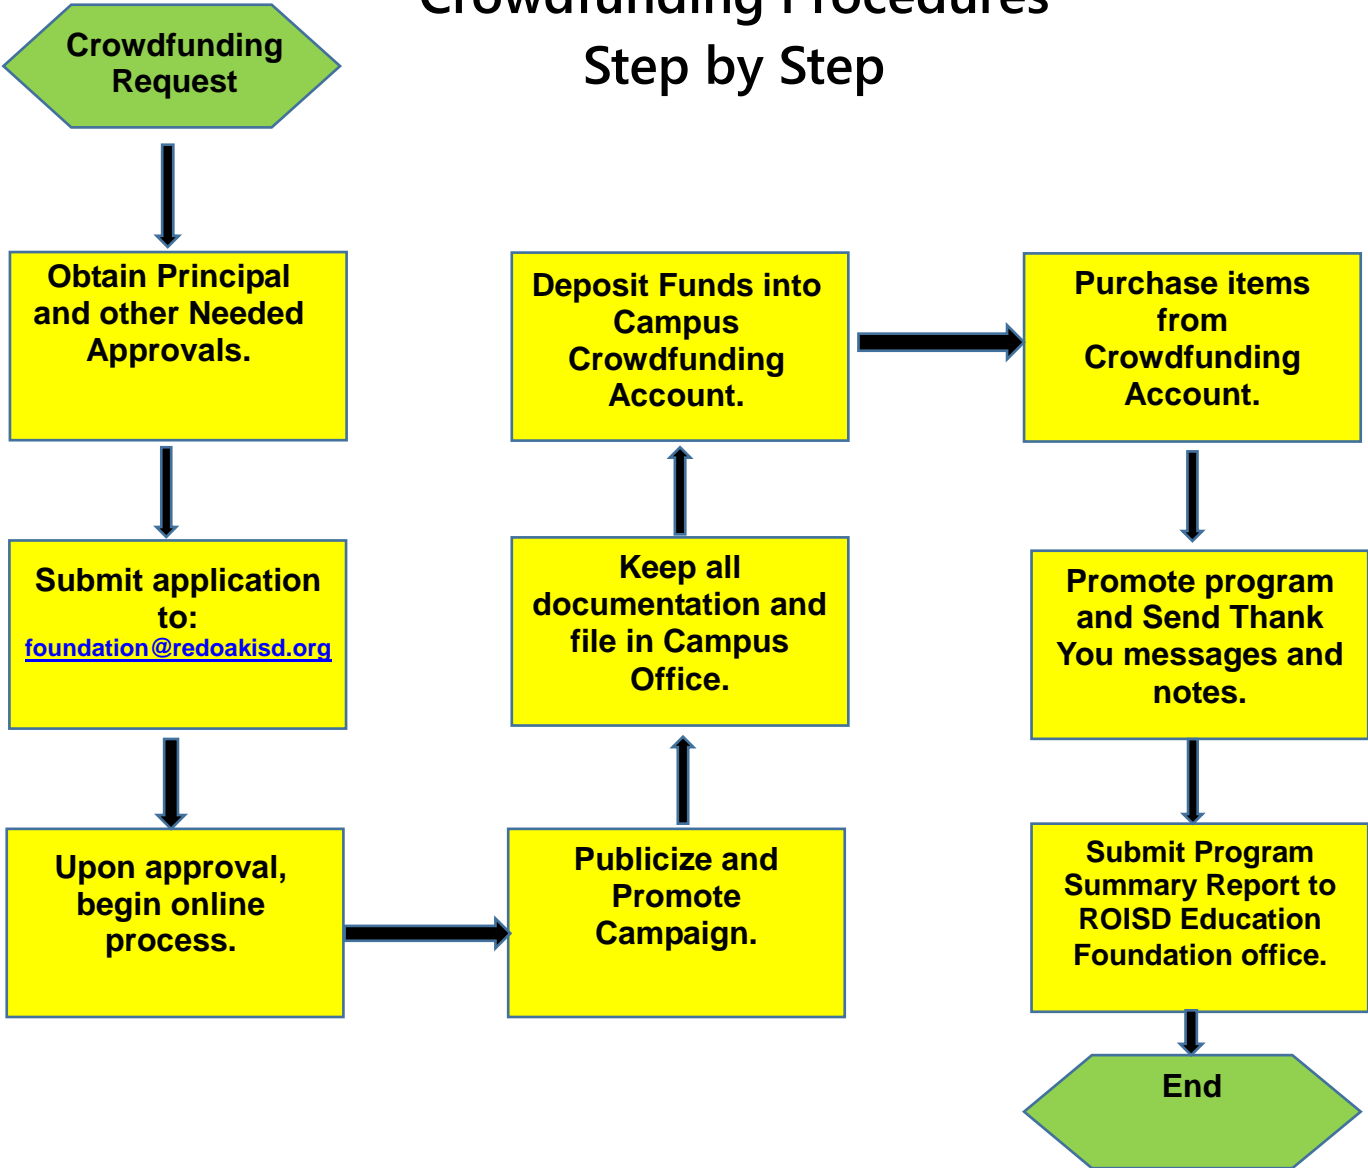 Crowdfunding Procedures
Step by Step
Crowdfunding
Request
Obtain Principal
and other Needed
Approvals.
Submit application
to:
foundation@redoakisd.org
Upon approval,
begin online
process.
Publicize and
Promote
Campaign.
Keep all
documentation and
file in Campus
Office.
Deposit Funds into
Campus
Crowdfunding
Account.
Purchase items
from
Crowdfunding
Account.
Promote program
and Send Thank
You messages and
notes.
Submit Program
Summary Report to
ROISD Education
Foundation office.
End